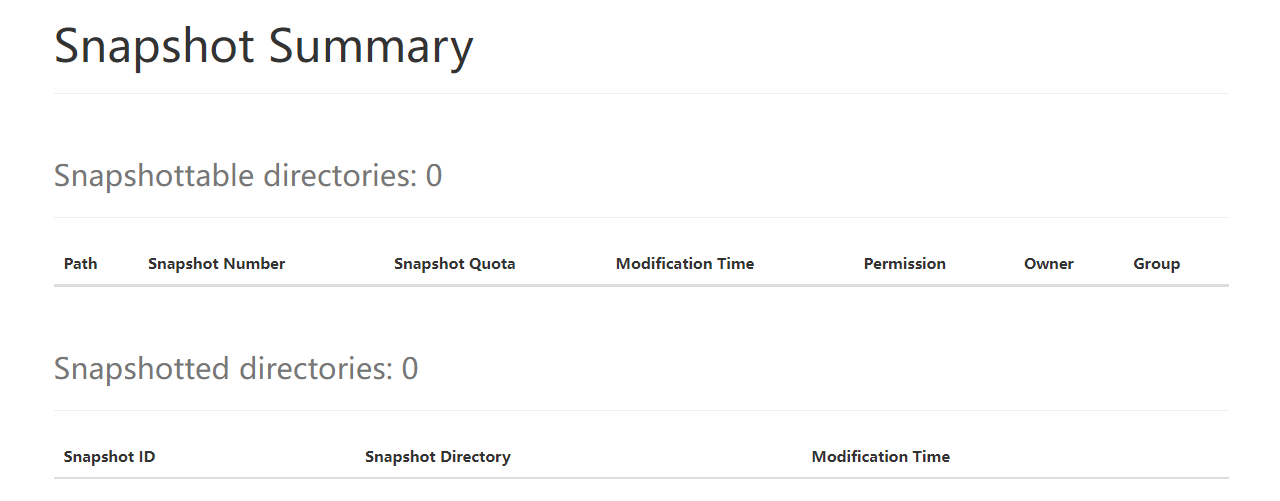 Snapshot Summary
Snapshottable directories: 0
Path Snapshot Number Snapshot Quota Modification Time Permission Owner Group
Snapshotted directories: 0
Snapshot ID Snapshot Directory Modification Time